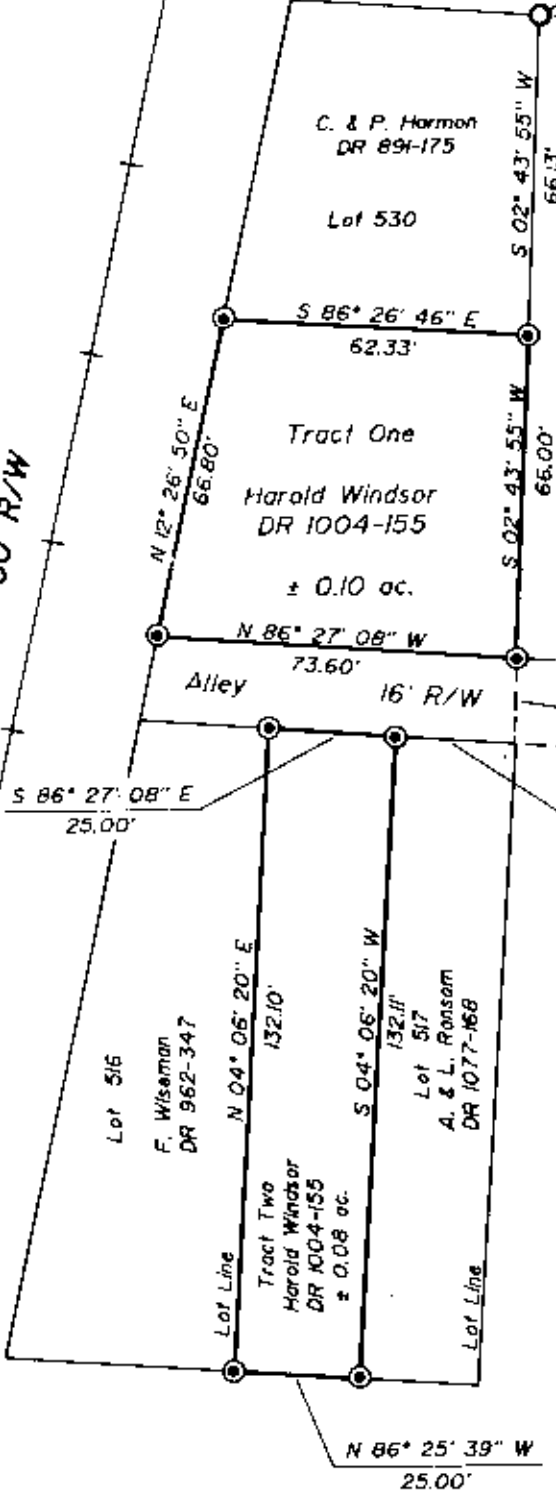 C. & P. Harmon
DR 891-175
Lot 530
S 02° 43' 55" W
66.13'
S 86° 26' 46" E
62.33'
N 12° 26' 50" E
66.80'
Tract One
Harold Windsor
DR 1004-155
± 0.10 ac.
S 02° 43' 55" W
66.00'
R/W
N 86° 27' 08" W
73.60'
Alley
16' R/W
S 86° 27' 08" E
25.00'
Lot 516
F. Wiseman
DR 962-347
N 04° 06' 20" E
132.10'
Lot Line
Tract Two
Harold Windsor
DR 1004-155
± 0.08 ac.
S 04° 06' 20" W
132.11'
Lot 517
A. & L. Ransom
DR 1077-168
Lot Line
N 86° 25' 39" W
25.00'